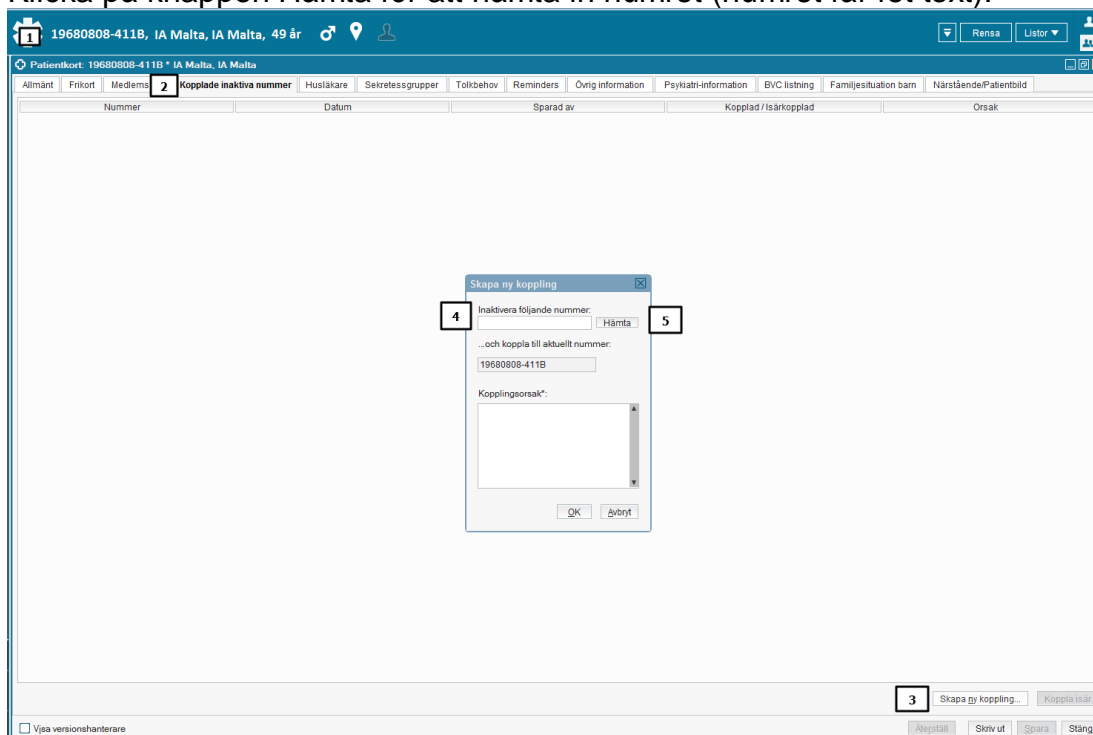 Klicka på knappen Hämta för att hämta in numret (numret får fet text).
1 19680808-411B, IA Malta, IA Malta, 49 år Rensa Listor
Patientkort: 19680808-411B * IA Malta, IA Malta
Allmänt Frikort Medlems 2 Kopplade inaktiva nummer Husläkare Sekretessgrupper Tolkbehov Reminders Övrig information Psykiatri-information BVC listning Familjesituation barn Närstående/Patientbild
Nummer Datum Sparad av Kopplad / Isärkopplad Orsak
Skapa ny koppling
4 Inaktivera följande nummer:
Hämta 5
...och koppla till aktuellt nummer:
19680808-411B
Kopplingsorsak*:
OK Avbryt
3 Skapa ny koppling... Koppla isär
Visa versionshanterare Återställ Skriv ut Spara Stäng